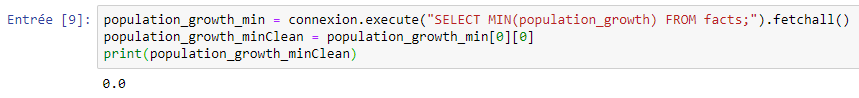 Entrée [9]: population_growth_min = connexion.execute("SELECT MIN(population_growth) FROM facts;").fetchall()
population_growth_minClean = population_growth_min[0][0]
print(population_growth_minClean)
0.0